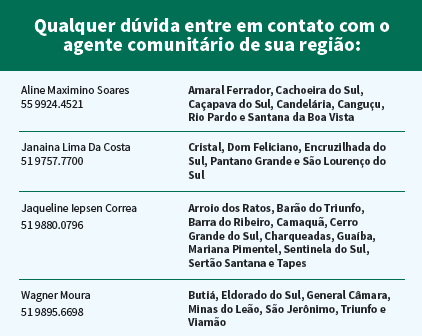 Qualquer dúvida entre em contato com o
agente comunitário de sua região:
Aline Maximino Soares
55 9924.4521
Amaral Ferrador, Cachoeira do Sul,
Caçapava do Sul, Candelária, Canguçu,
Rio Pardo e Santana da Boa Vista
Janaina Lima Da Costa
51 9757.7700
Cristal, Dom Feliciano, Encruzilhada do
Sul, Pantano Grande e São Lourenço do
Sul
Jaqueline Iepsen Correa
51 9880.0796
Arroio dos Ratos, Barão do Triunfo,
Barra do Ribeiro, Camaquã, Cerro
Grande do Sul, Charqueadas, Guaíba,
Mariana Pimentel, Sentinela do Sul,
Sertão Santana e Tapes
Wagner Moura
51 9895.6698
Butiá, Eldorado do Sul, General Câmara,
Minas do Leão, São Jerônimo, Triunfo e
Viamão